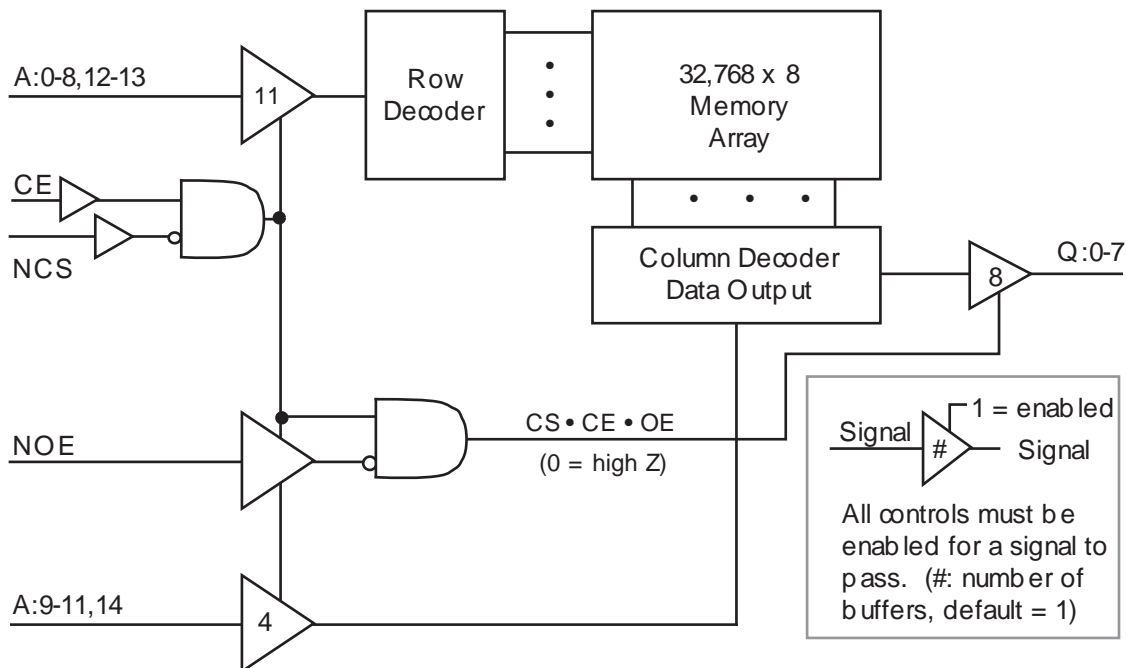 A:0-8,12-13
11
Row
Decoder
32,768 x 8
Memory
Array
CE
NCS
Column Decoder
Data Output
8
Q:0-7
NOE
CS • CE • OE
(0 = high Z)
A:9-11,14
4
1 = enabled
Signal
#
Signal
All controls must be
enabled for a signal to
pass. (#: number of
buffers, default = 1)